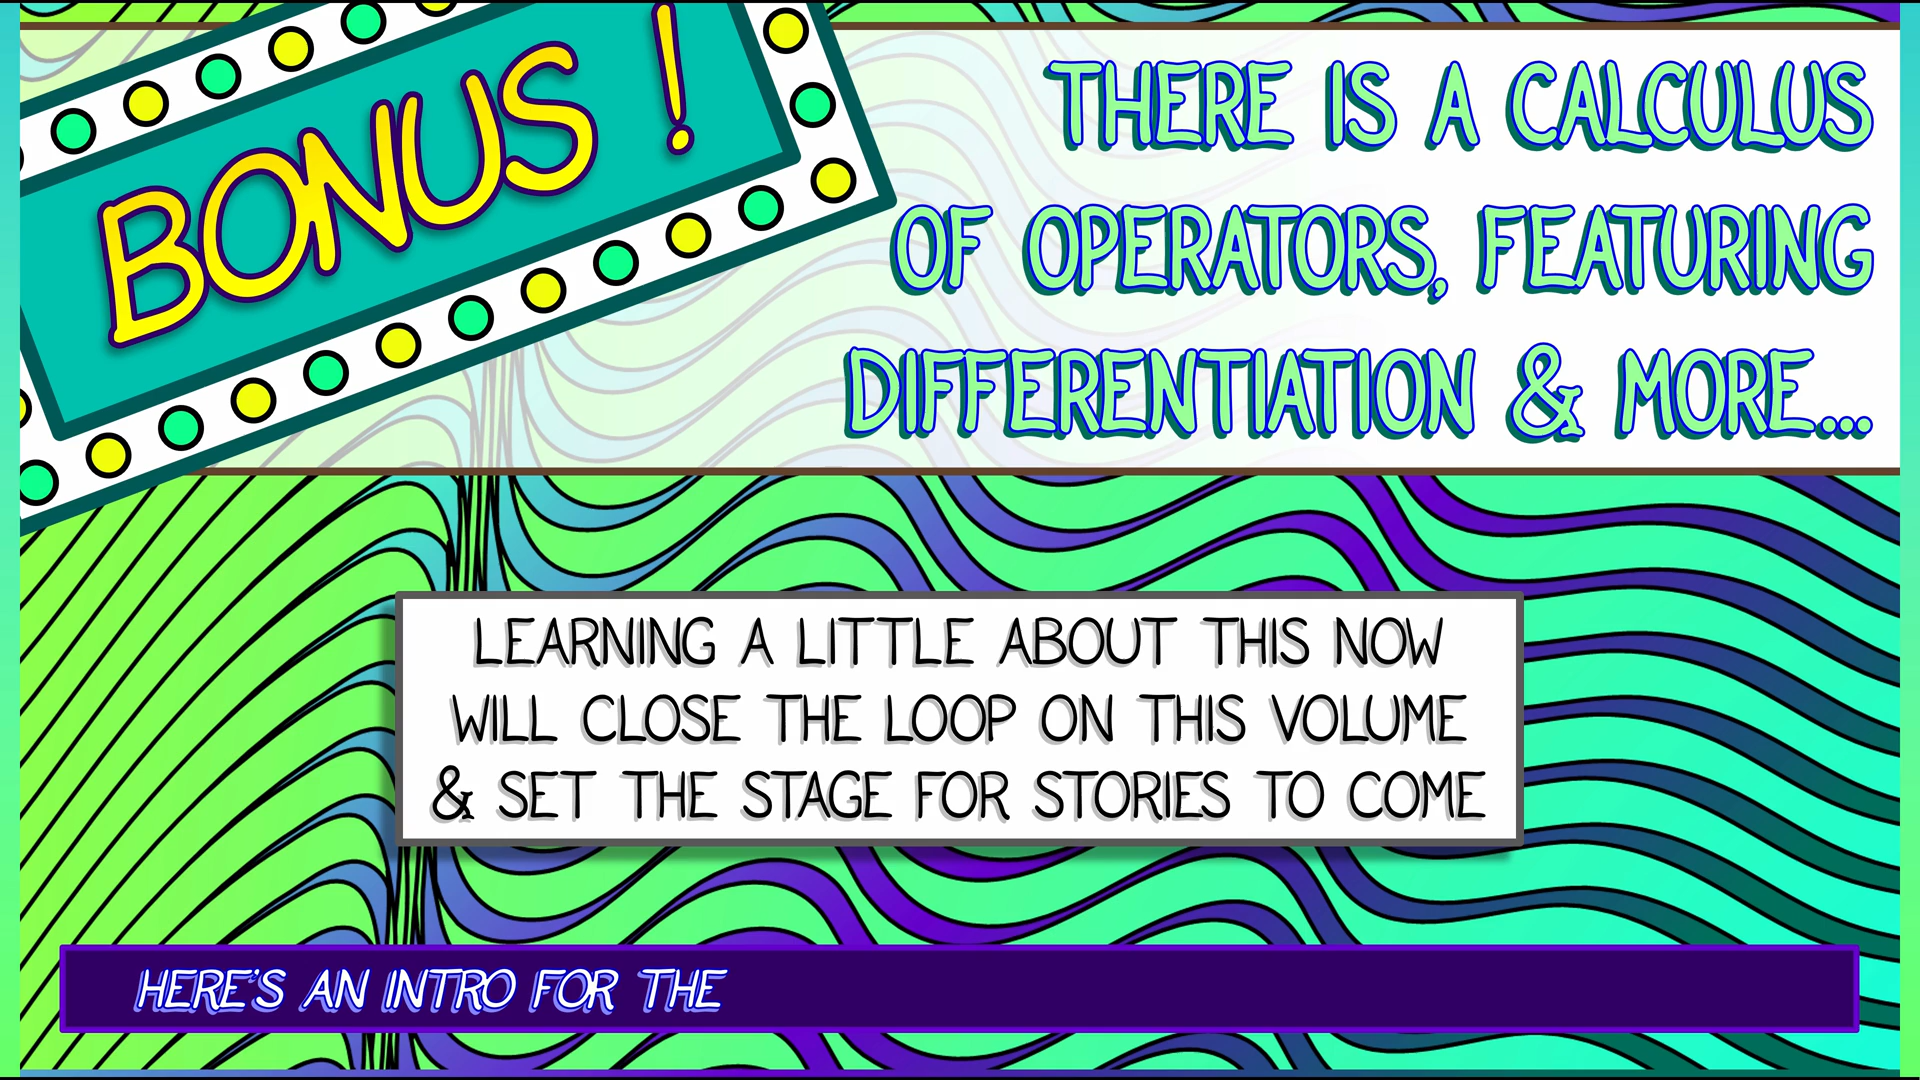 BONUS!
THERE IS A CALCULUS
OF OPERATORS, FEATURING
DIFFERENTIATION & MORE...
LEARNING A LITTLE ABOUT THIS NOW
WILL CLOSE THE LOOP ON THIS VOLUME
& SET THE STAGE FOR STORIES TO COME
HERE'S AN INTRO FOR THE